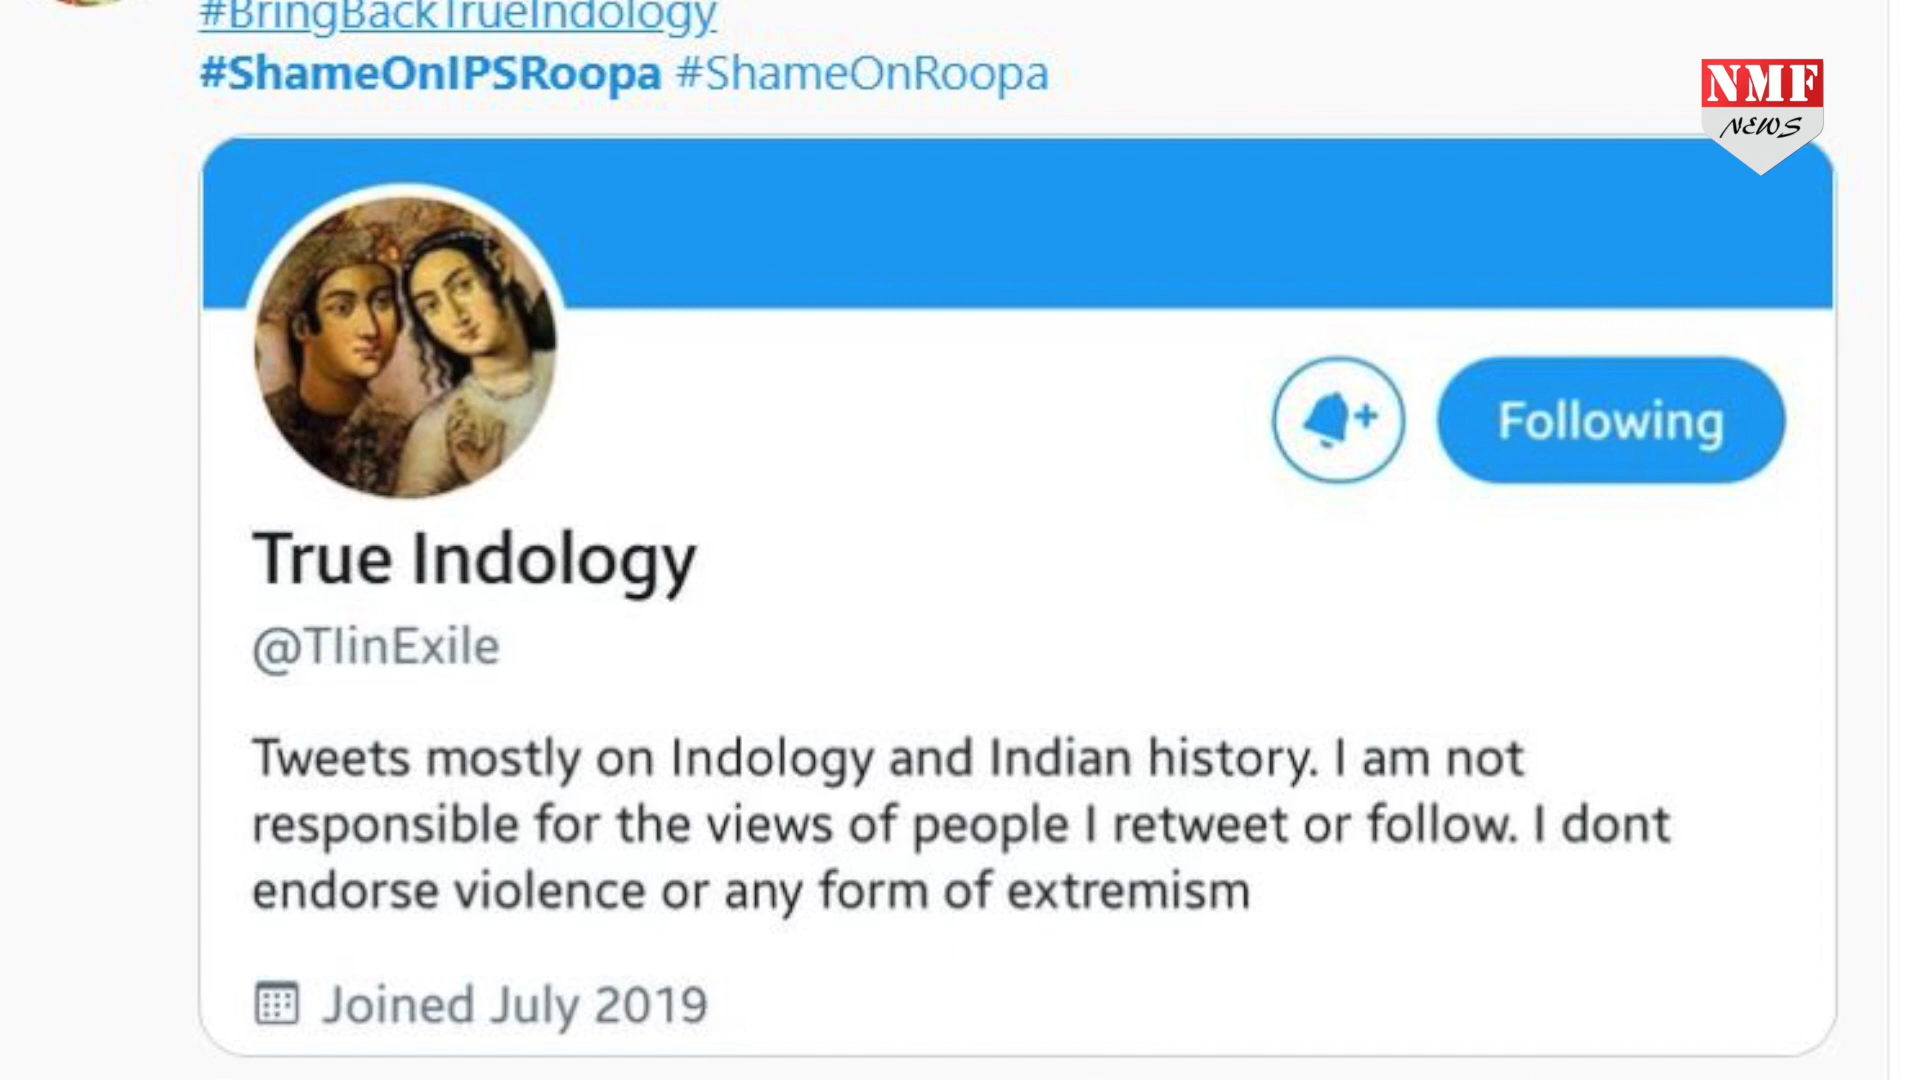 #BringBackTrueIndology
#ShameOnIPSRoopa #ShameOnRoopa
NMF
NEWS
Following
True Indology
@TIinExile
Tweets mostly on Indology and Indian history. I am not
responsible for the views of people I retweet or follow. I dont
endorse violence or any form of extremism
Joined July 2019